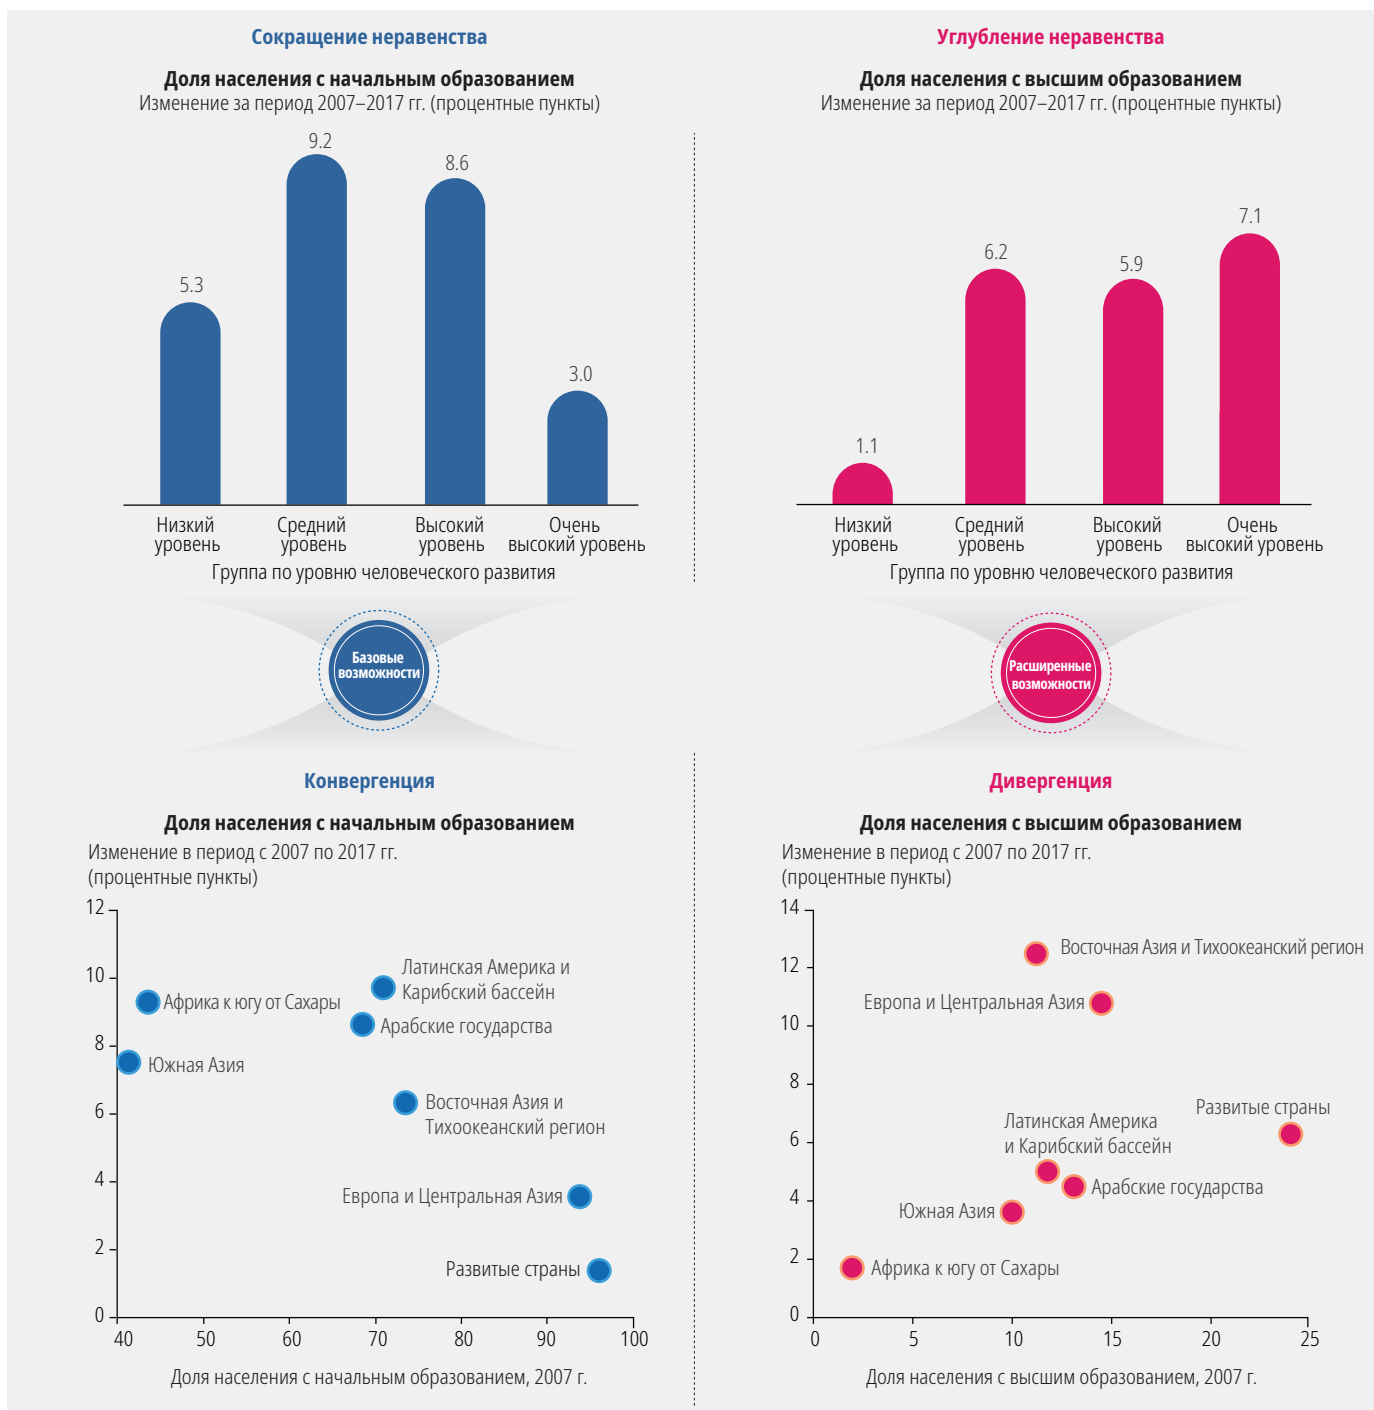 Сокращение неравенства
Доля населения с начальным образованием
Изменение за период 2007–2017 гг. (процентные пункты)
9.2
8.6
5.3
3.0
Низкий
уровень
Средний
уровень
Высокий
уровень
Очень
высокий уровень
Группа по уровню человеческого развития
Углубление неравенства
Доля населения с высшим образованием
Изменение за период 2007–2017 гг. (процентные пункты)
7.1
6.2
5.9
1.1
Низкий
уровень
Средний
уровень
Высокий
уровень
Очень
высокий уровень
Группа по уровню человеческого развития
Базовые
возможности
Расширенные
возможности
Конвергенция
Доля населения с начальным образованием
Изменение в период с 2007 по 2017 гг.
(процентные пункты)
12
10
8
6
4
2
0
Латинская Америка и
Карибский бассейн
Африка к югу от Сахары
Арабские государства
Южная Азия
Восточная Азия и
Тихоокеанский регион
Европа и Центральная Азия
Развитые страны
40 50 60 70 80 90 100
Доля населения с начальным образованием, 2007 г.
Дивергенция
Доля населения с высшим образованием
Изменение в период с 2007 по 2017 гг.
(процентные пункты)
14
12
10
8
6
4
2
0
Восточная Азия и Тихоокеанский регион
Европа и Центральная Азия
Развитые страны
Латинская Америка
и Карибский бассейн
Арабские государства
Южная Азия
Африка к югу от Сахары
0 5 10 15 20 25
Доля населения с высшим образованием, 2007 г.